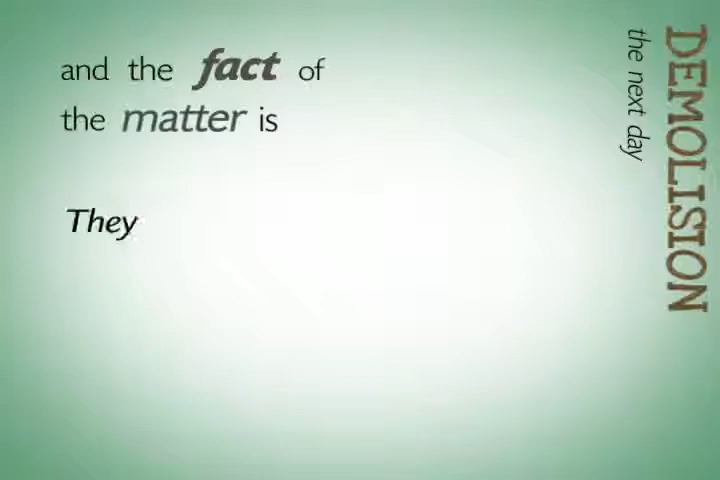 and the fact of
the matter is
They
DEMOLISION
the next day